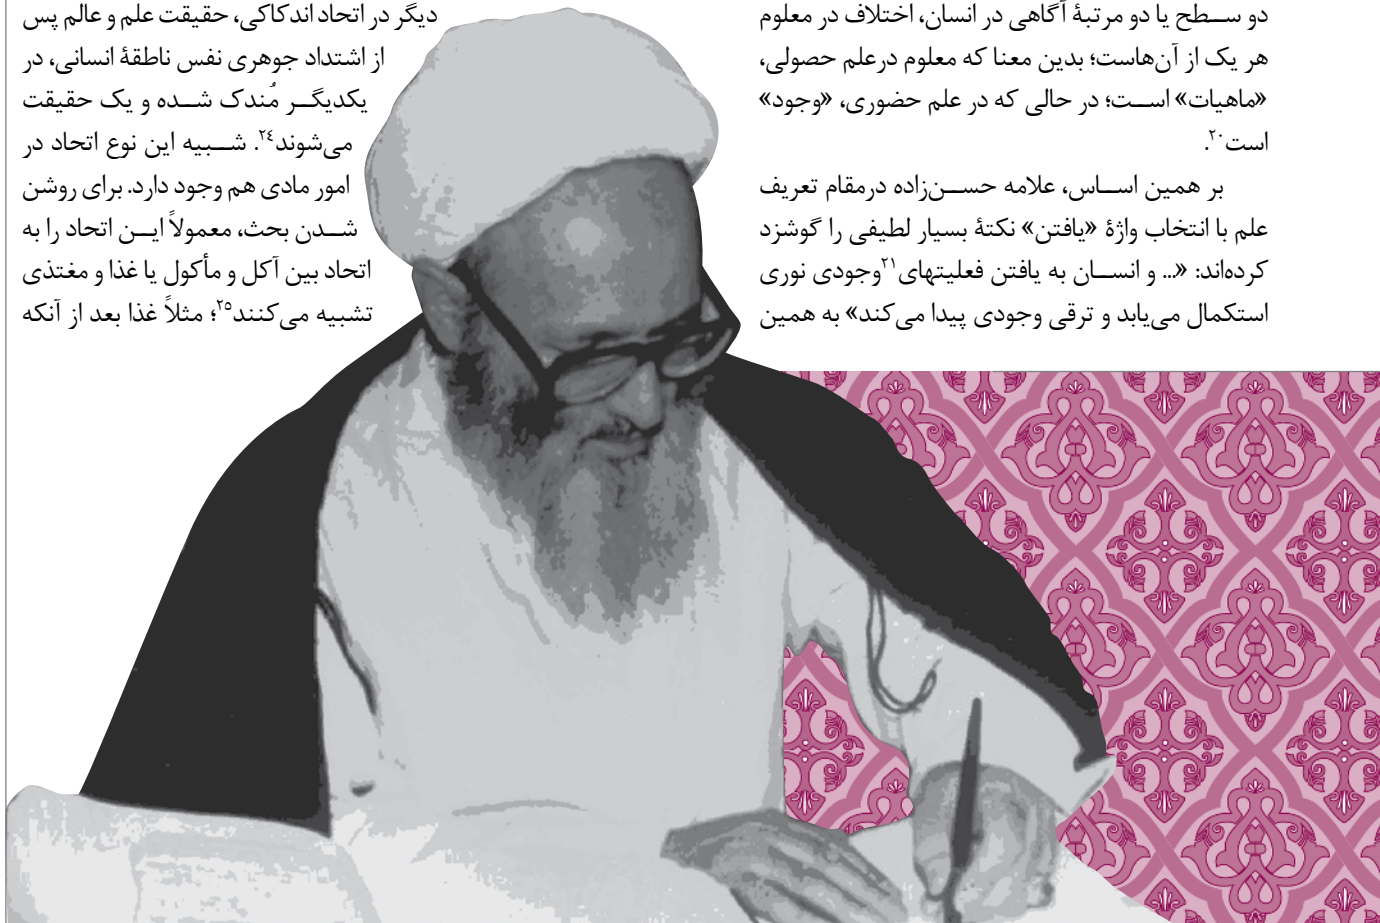 دو سطح یا دو مرتبهٔ آگاهی در انسان، اختلاف در معلوم
هر یک از آن‌هاست؛ بدین معنا که معلوم درعلم حصولی،
«ماهیات» است؛ در حالی که در علم حضوری، «وجود»
است۲۰.
بر همین اساس، علامه حسن‌زاده درمقام تعریف
علم با انتخاب واژهٔ «یافتن» نکتهٔ بسیار لطیفی را گوشزد
کرده‌اند: «... و انسان به یافتن فعلیتهای۲۱وجودی نوری
استکمال می‌یابد و ترقی وجودی پیدا می‌کند» به همین
دیگر در اتحاد اندکاکی، حقیقت علم و عالم پس
از اشتداد جوهری نفس ناطقهٔ انسانی، در
یکدیگر مُندک شده و یک حقیقت
می‌شوند۲۴. شبیه این نوع اتحاد در
امور مادی هم وجود دارد. برای روشن
شدن بحث، معمولاً این اتحاد را به
اتحاد بین آکل و مأکول یا غذا و مغتذی
تشبیه می‌کنند۲۵؛ مثلاً غذا بعد از آنکه